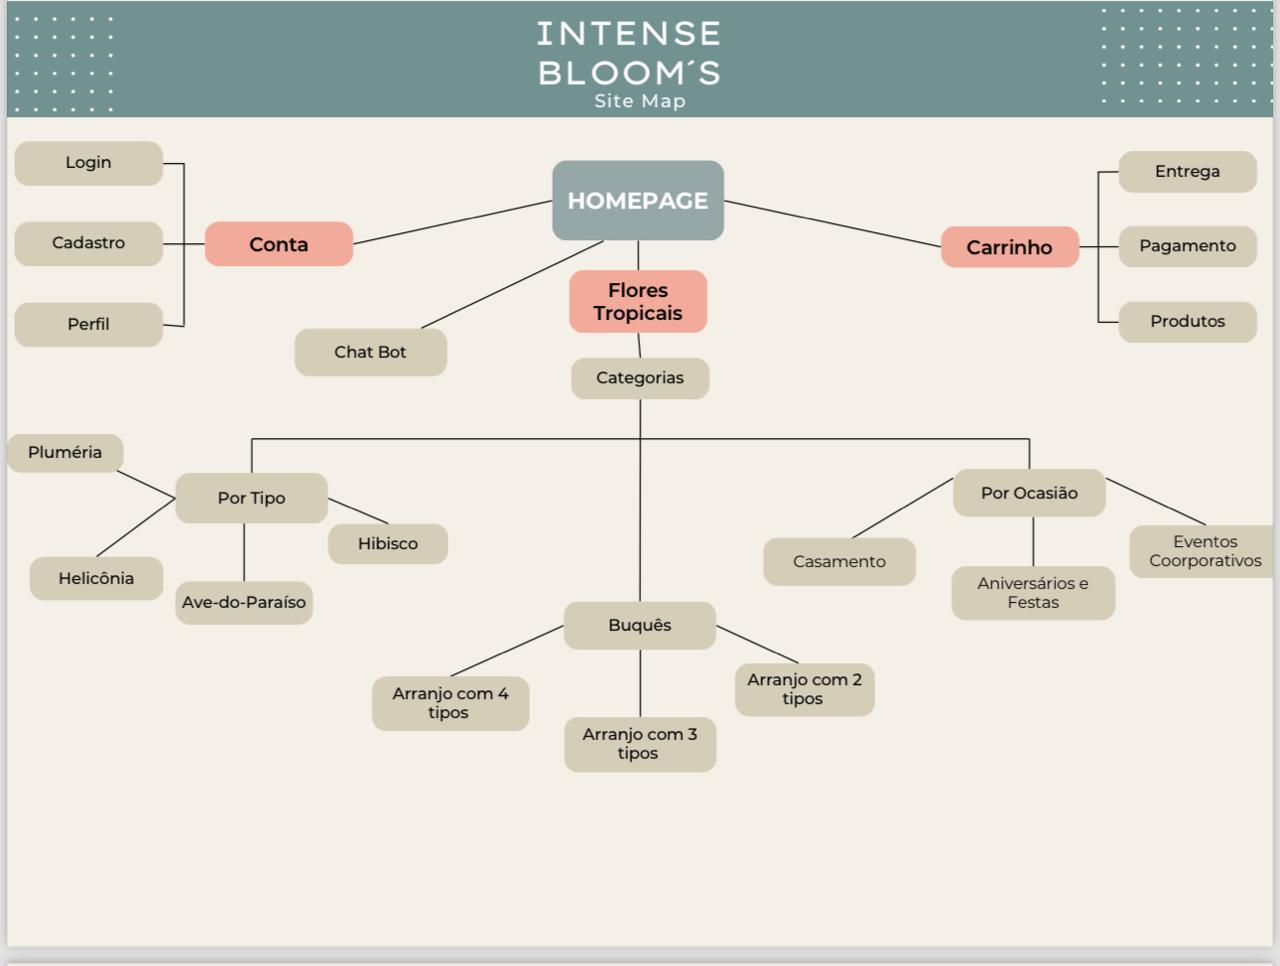 INTENSE
BLOOM´S
Site Map
Login
Cadastro
Perfil
Conta
HOMEPAGE
Chat Bot
Flores
Tropicais
Categorias
Carrinho
Entrega
Pagamento
Produtos
Pluméria
Por Tipo
Helicônia
Ave-do-Paraíso
Hibisco
Buquês
Arranjo com 4
tipos
Arranjo com 3
tipos
Arranjo com 2
tipos
Por Ocasião
Casamento
Aniversários e
Festas
Eventos
Coorporativos